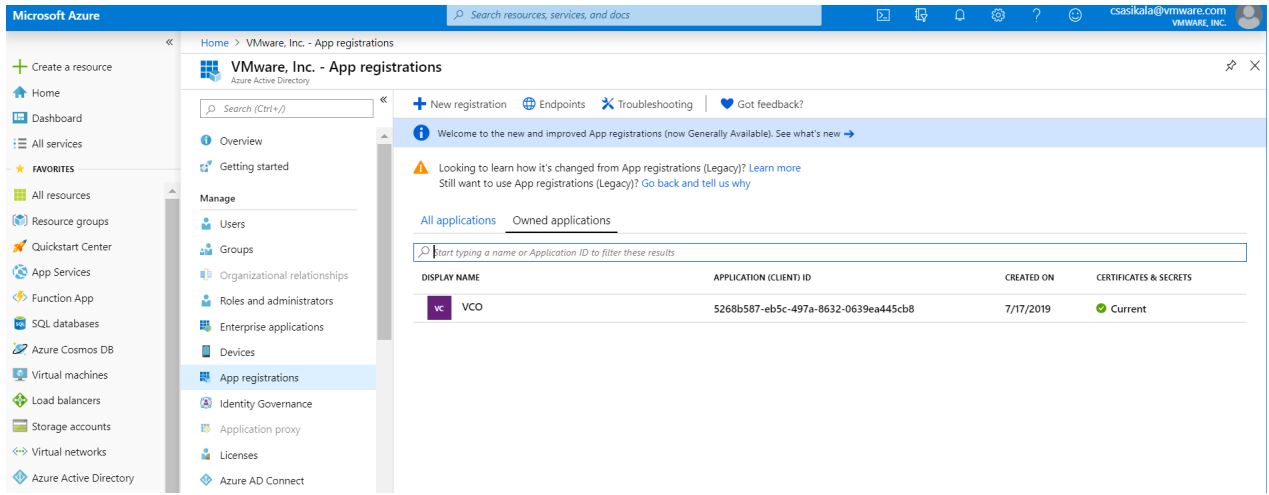 Microsoft Azure
Search resources, services, and docs
csasikala@vmware.com
VMWARE, INC.
Home > VMware, Inc. - App registrations
Create a resource
Home
Dashboard
All services
FAVORITES
All resources
Resource groups
Quickstart Center
App Services
Function App
SQL databases
Azure Cosmos DB
Virtual machines
Load balancers
Storage accounts
Virtual networks
Azure Active Directory
VMware, Inc. - App registrations
Azure Active Directory
Search (Ctrl+/)
Overview
Getting started
Manage
Users
Groups
Organizational relationships
Roles and administrators
Enterprise applications
Devices
App registrations
Identity Governance
Application proxy
Licenses
Azure AD Connect
New registration Endpoints Troubleshooting Got feedback?
Welcome to the new and improved App registrations (now Generally Available). See what's new →
Looking to learn how it's changed from App registrations (Legacy)? Learn more
Still want to use App registrations (Legacy)? Go back and tell us why
All applications Owned applications
Start typing a name or Application ID to filter these results
DISPLAY NAME APPLICATION (CLIENT) ID CREATED ON CERTIFICATES & SECRETS
VC VCO 5268b587-eb5c-497a-8632-0639ea445cb8 7/17/2019 Current